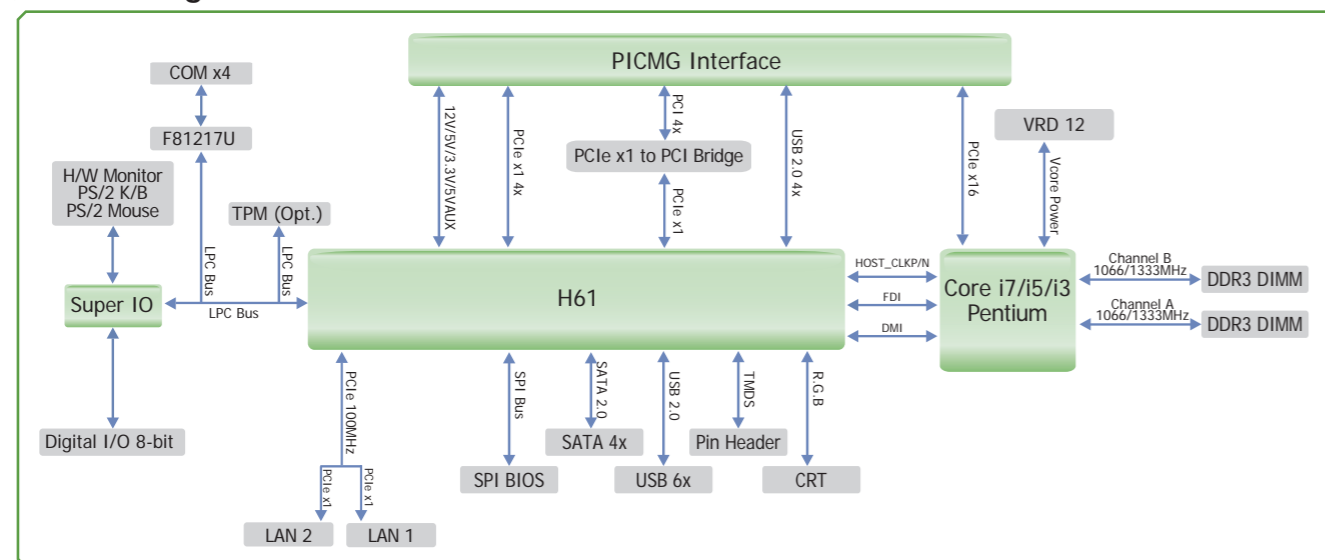 PICMG Interface
COM x4
F81217U
H/W Monitor
PS/2 K/B
PS/2 Mouse
TPM (Opt.)
LPC Bus
LPC Bus
LPC Bus
Super IO
Digital I/O 8-bit
12V/5V/3.3V/5VAUX
PCIe x1 4x
PCI 4x
PCIe x1 to PCI Bridge
PCIe x1
USB 2.0 4x
PCIe x16
VRD 12
Vcore Power
H61
HOST_CLKP/N
FDI
DMI
Core i7/i5/i3
Pentium
Channel B
1066/1333MHz
DDR3 DIMM
Channel A
1066/1333MHz
DDR3 DIMM
PCIe 100MHz
PCIe x1
PCIe x1
LAN 2
LAN 1
SPI Bus
SPI BIOS
SATA 2.0
SATA 4x
USB 2.0
USB 6x
TMDS
Pin Header
R.G.B
CRT